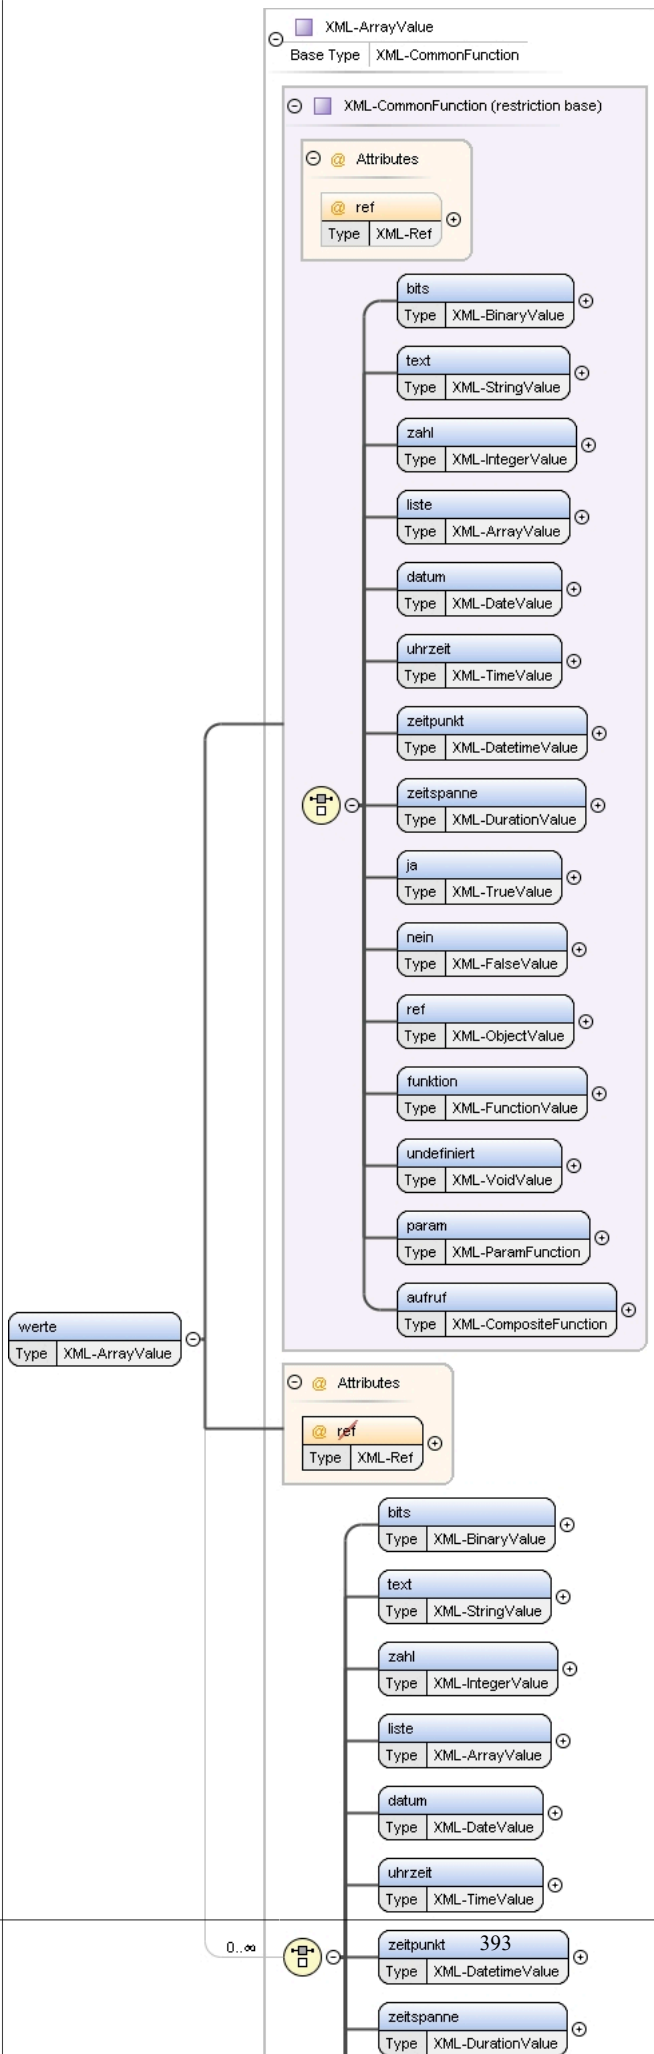 XML-ArrayValue
Base Type XML-CommonFunction
XML-CommonFunction (restriction base)
@ Attributes
@ ref
Type XML-Ref
bits
Type XML-BinaryValue
text
Type XML-StringValue
zahl
Type XML-IntegerValue
liste
Type XML-ArrayValue
datum
Type XML-DateValue
uhrzeit
Type XML-TimeValue
zeitpunkt
Type XML-DatetimeValue
zeitspanne
Type XML-DurationValue
ja
Type XML-TrueValue
nein
Type XML-FalseValue
ref
Type XML-ObjectValue
funktion
Type XML-FunctionValue
undefiniert
Type XML-VoidValue
param
Type XML-ParamFunction
aufruf
Type XML-CompositeFunction
werte
Type XML-ArrayValue
@ Attributes
@ ref
Type XML-Ref
bits
Type XML-BinaryValue
text
Type XML-StringValue
zahl
Type XML-IntegerValue
liste
Type XML-ArrayValue
datum
Type XML-DateValue
uhrzeit
Type XML-TimeValue
0..∞
zeitpunkt 393
Type XML-DatetimeValue
zeitspanne
Type XML-DurationValue